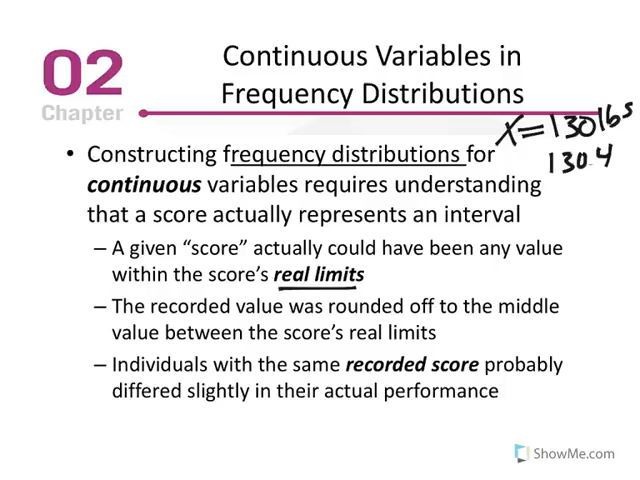 02
Chapter
Continuous Variables in
Frequency Distributions
X=130 lbs
130.4
• Constructing frequency distributions for
continuous variables requires understanding
that a score actually represents an interval
– A given “score” actually could have been any value
within the score’s real limits
– The recorded value was rounded off to the middle
value between the score’s real limits
– Individuals with the same recorded score probably
differed slightly in their actual performance
ShowMe.com